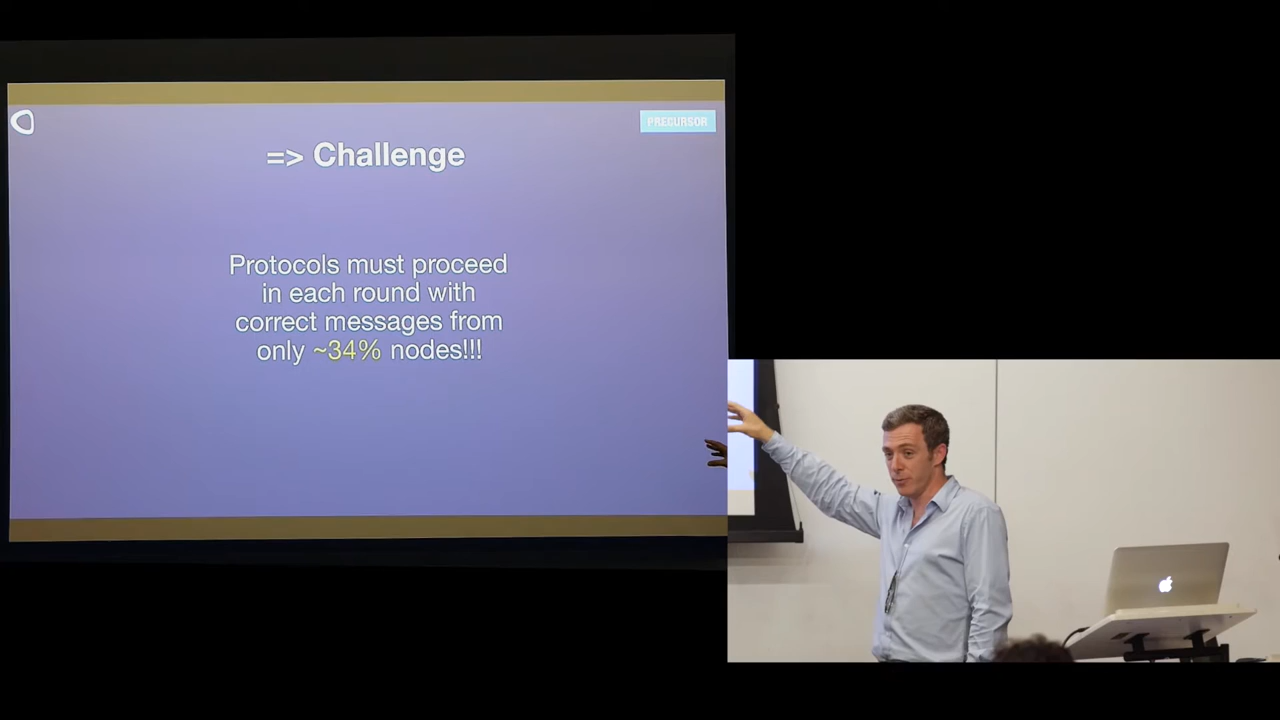 PRECURSOR
=> Challenge
Protocols must proceed
in each round with
correct messages from
only ~34% nodes!!!